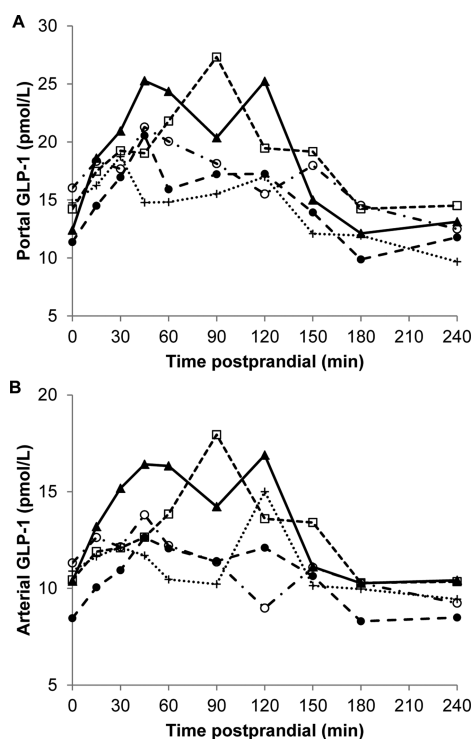 A
Portal GLP-1 (pmol/L)
30
25
20
15
10
5
0 30 60 90 120 150 180 210 240
Time postprandial (min)
B
Arterial GLP-1 (pmol/L)
20
15
10
5
0 30 60 90 120 150 180 210 240
Time postprandial (min)